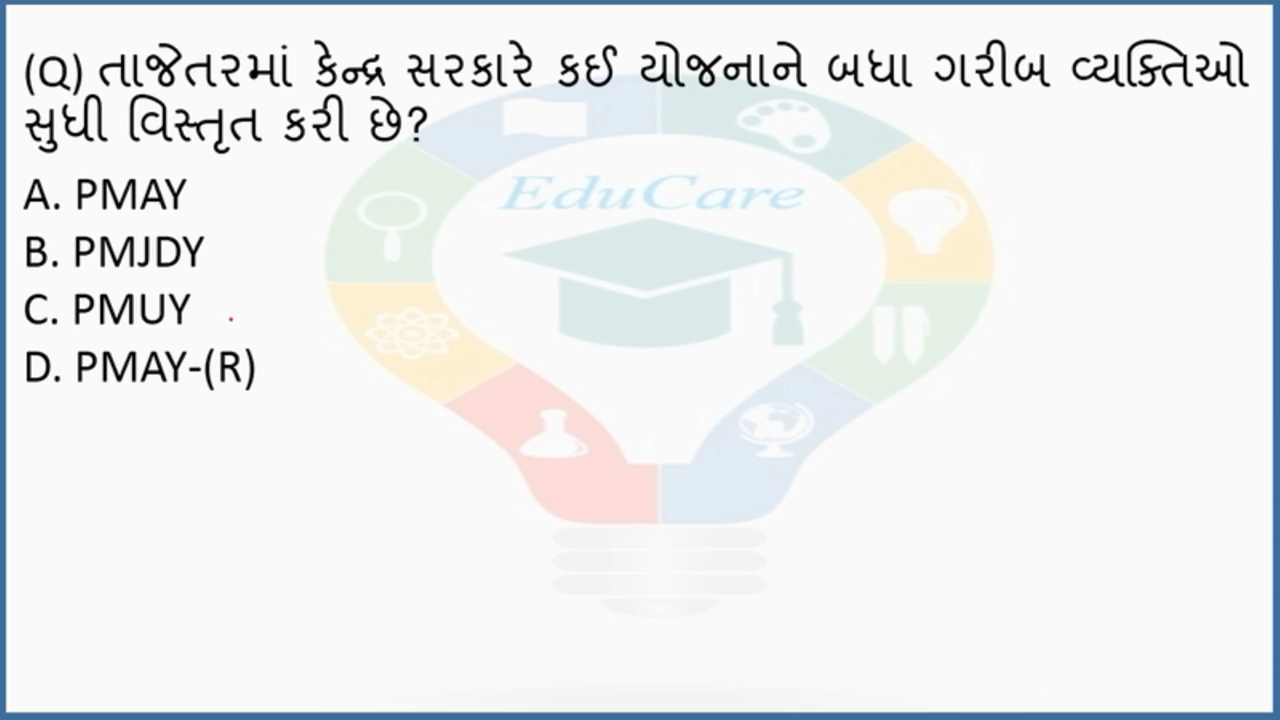 (Q) તાજેતરમાં કેન્દ્ર સરકારે કઈ યોજનાને બધા ગરીબ વ્યક્તિઓ
સુધી વિસ્તૃત કરી છે?
EduCare
A. PMAY
B. PMJDY
C. PMUY
D. PMAY-(R)